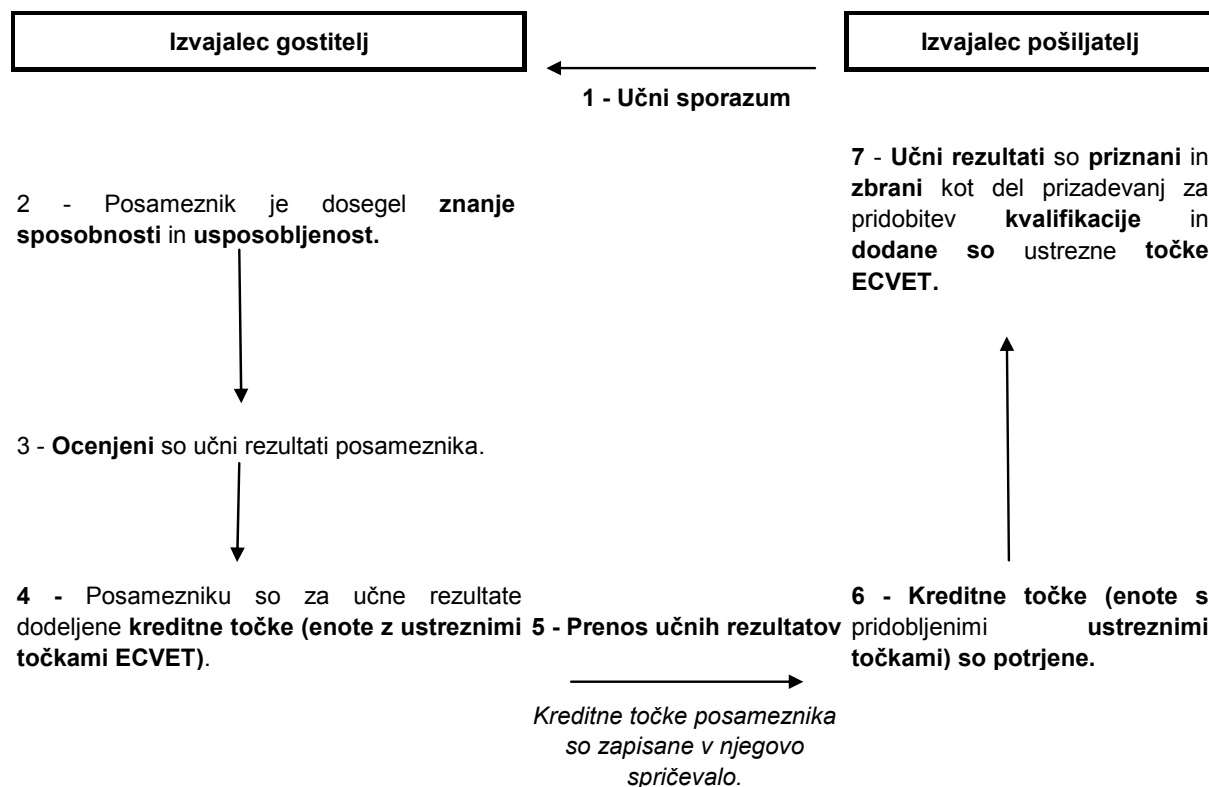 Izvajalec gostitelj
Izvajalec pošiljatelj
1 - Učni sporazum
2 - Posameznik je dosegel znanje
sposobnosti in usposobljenost.
3 - Ocenjeni so učni rezultati posameznika.
4 - Posamezniku so za učne rezultate
dodeljene kreditne točke (enote z ustreznimi
točkami ECVET).
5 - Prenos učnih rezultatov
Kreditne točke posameznika
so zapisane v njegovo
spričevalo.
6 - Kreditne točke (enote s
pridobljenimi ustreznimi
točkami) so potrjene.
7 - Učni rezultati so priznani in
zbrani kot del prizadevanj za
pridobitev kvalifikacije in
dodane so ustrezne točke
ECVET.